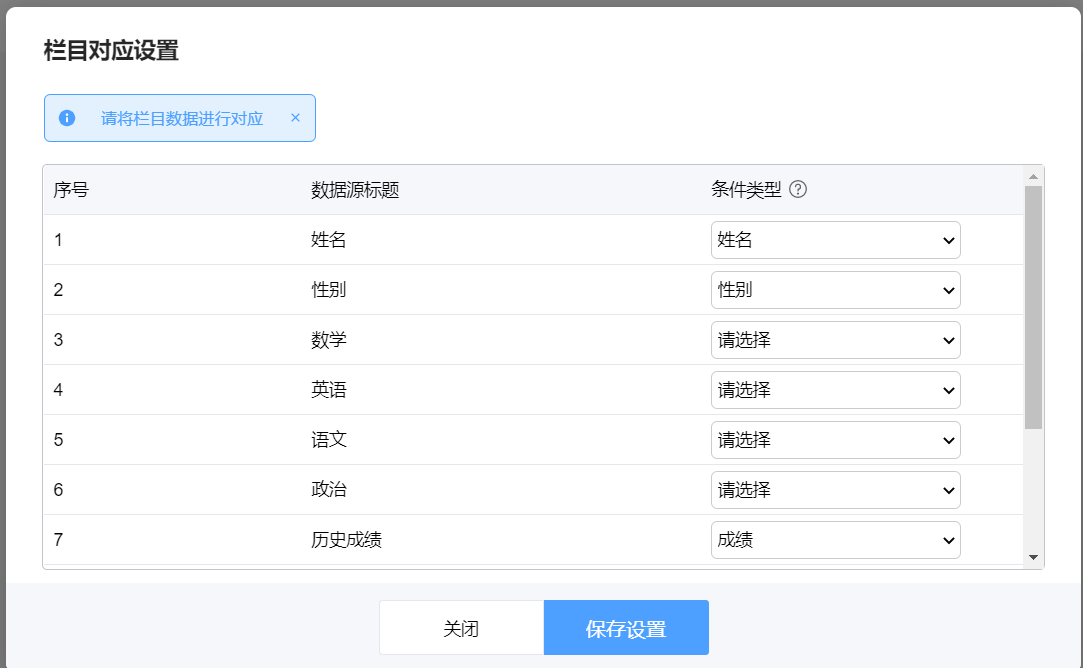 栏目对应设置
请将栏目数据进行对应 ×
序号 数据源标题 条件类型 ?
1 姓名 姓名
2 性别 性别
3 数学 请选择
4 英语 请选择
5 语文 请选择
6 政治 请选择
7 历史成绩 成绩
关闭 保存设置